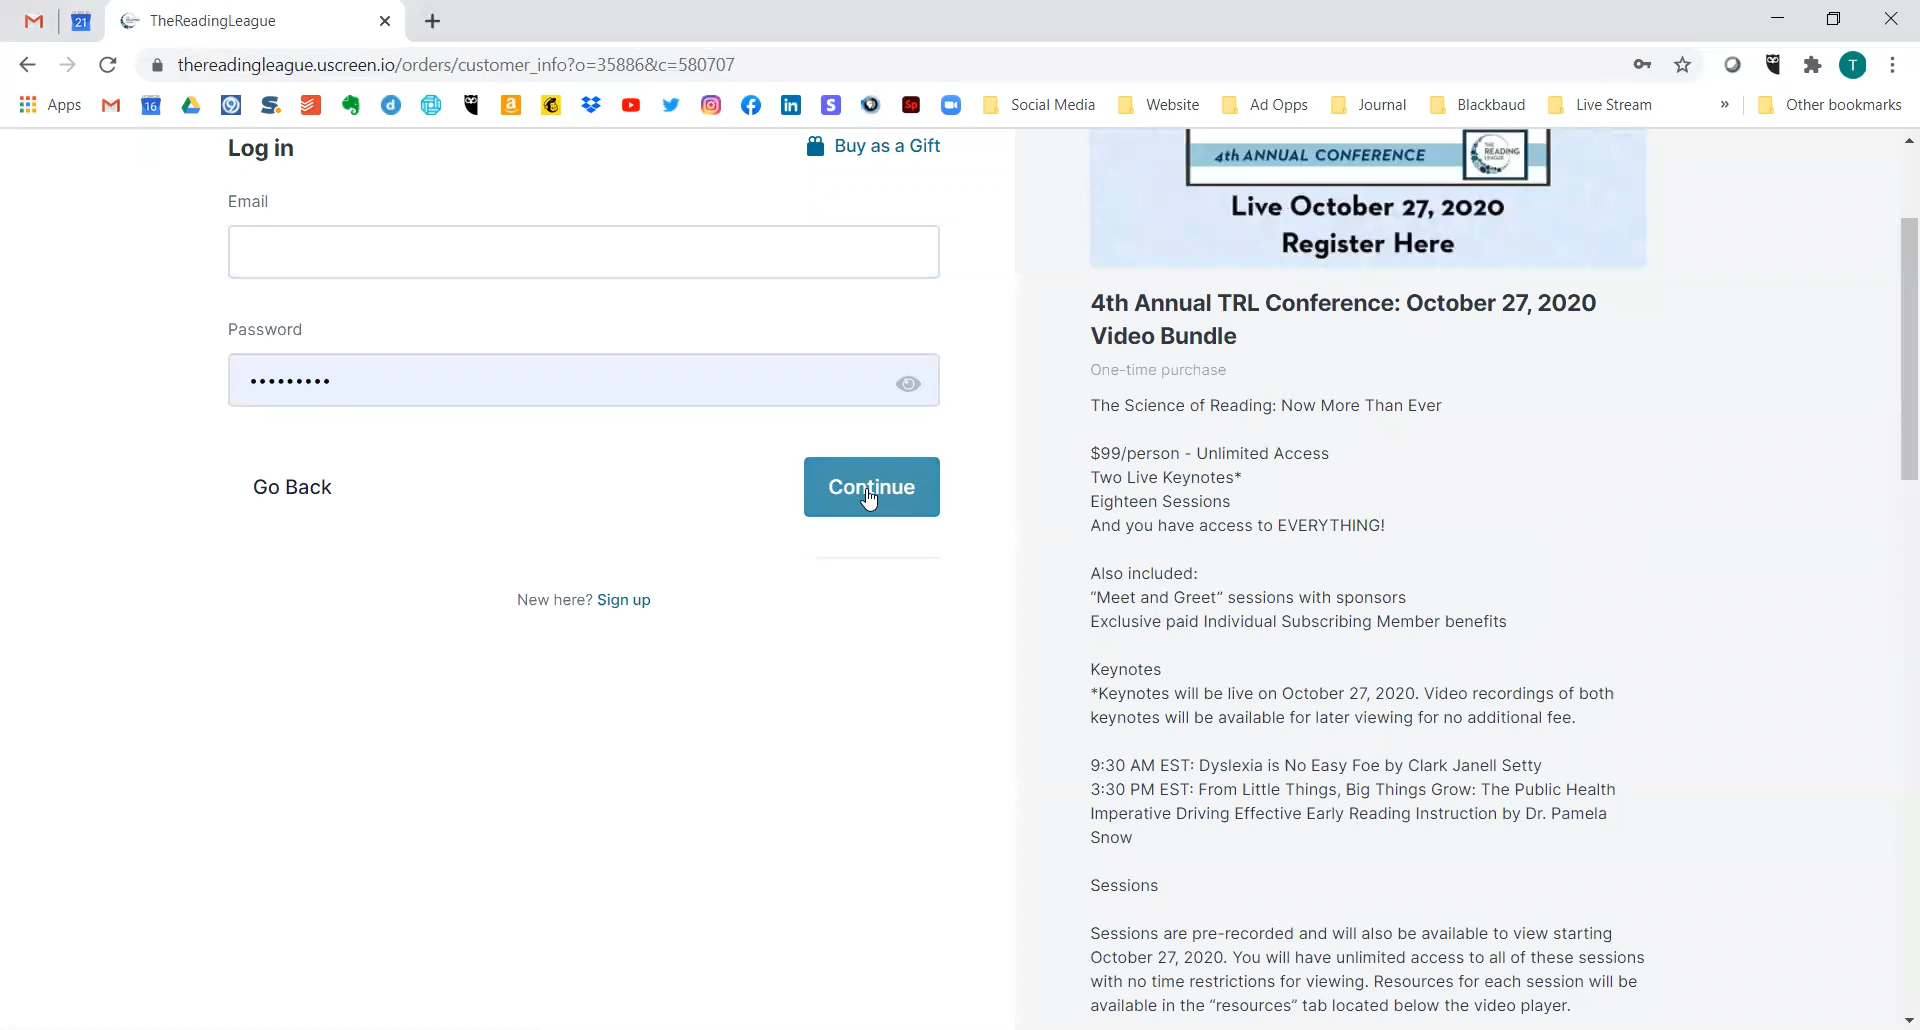 TheReadingLeague
thereadingleague.uscreen.io/orders/customer_info?o=35886&c=580707
Apps
Social Media
Website
Ad Opps
Journal
Blackbaud
Live Stream
»
Other bookmarks
Log in
Buy as a Gift
Email
Password
•••••••••
Go Back
Continue
New here? Sign up
4th ANNUAL CONFERENCE
THE READING LEAGUE
Live October 27, 2020
Register Here
4th Annual TRL Conference: October 27, 2020
Video Bundle
One-time purchase
The Science of Reading: Now More Than Ever
$99/person - Unlimited Access
Two Live Keynotes*
Eighteen Sessions
And you have access to EVERYTHING!
Also included:
“Meet and Greet” sessions with sponsors
Exclusive paid Individual Subscribing Member benefits
Keynotes
*Keynotes will be live on October 27, 2020. Video recordings of both
keynotes will be available for later viewing for no additional fee.
9:30 AM EST: Dyslexia is No Easy Foe by Clark Janell Setty
3:30 PM EST: From Little Things, Big Things Grow: The Public Health
Imperative Driving Effective Early Reading Instruction by Dr. Pamela
Snow
Sessions
Sessions are pre-recorded and will also be available to view starting
October 27, 2020. You will have unlimited access to all of these sessions
with no time restrictions for viewing. Resources for each session will be
available in the “resources” tab located below the video player.